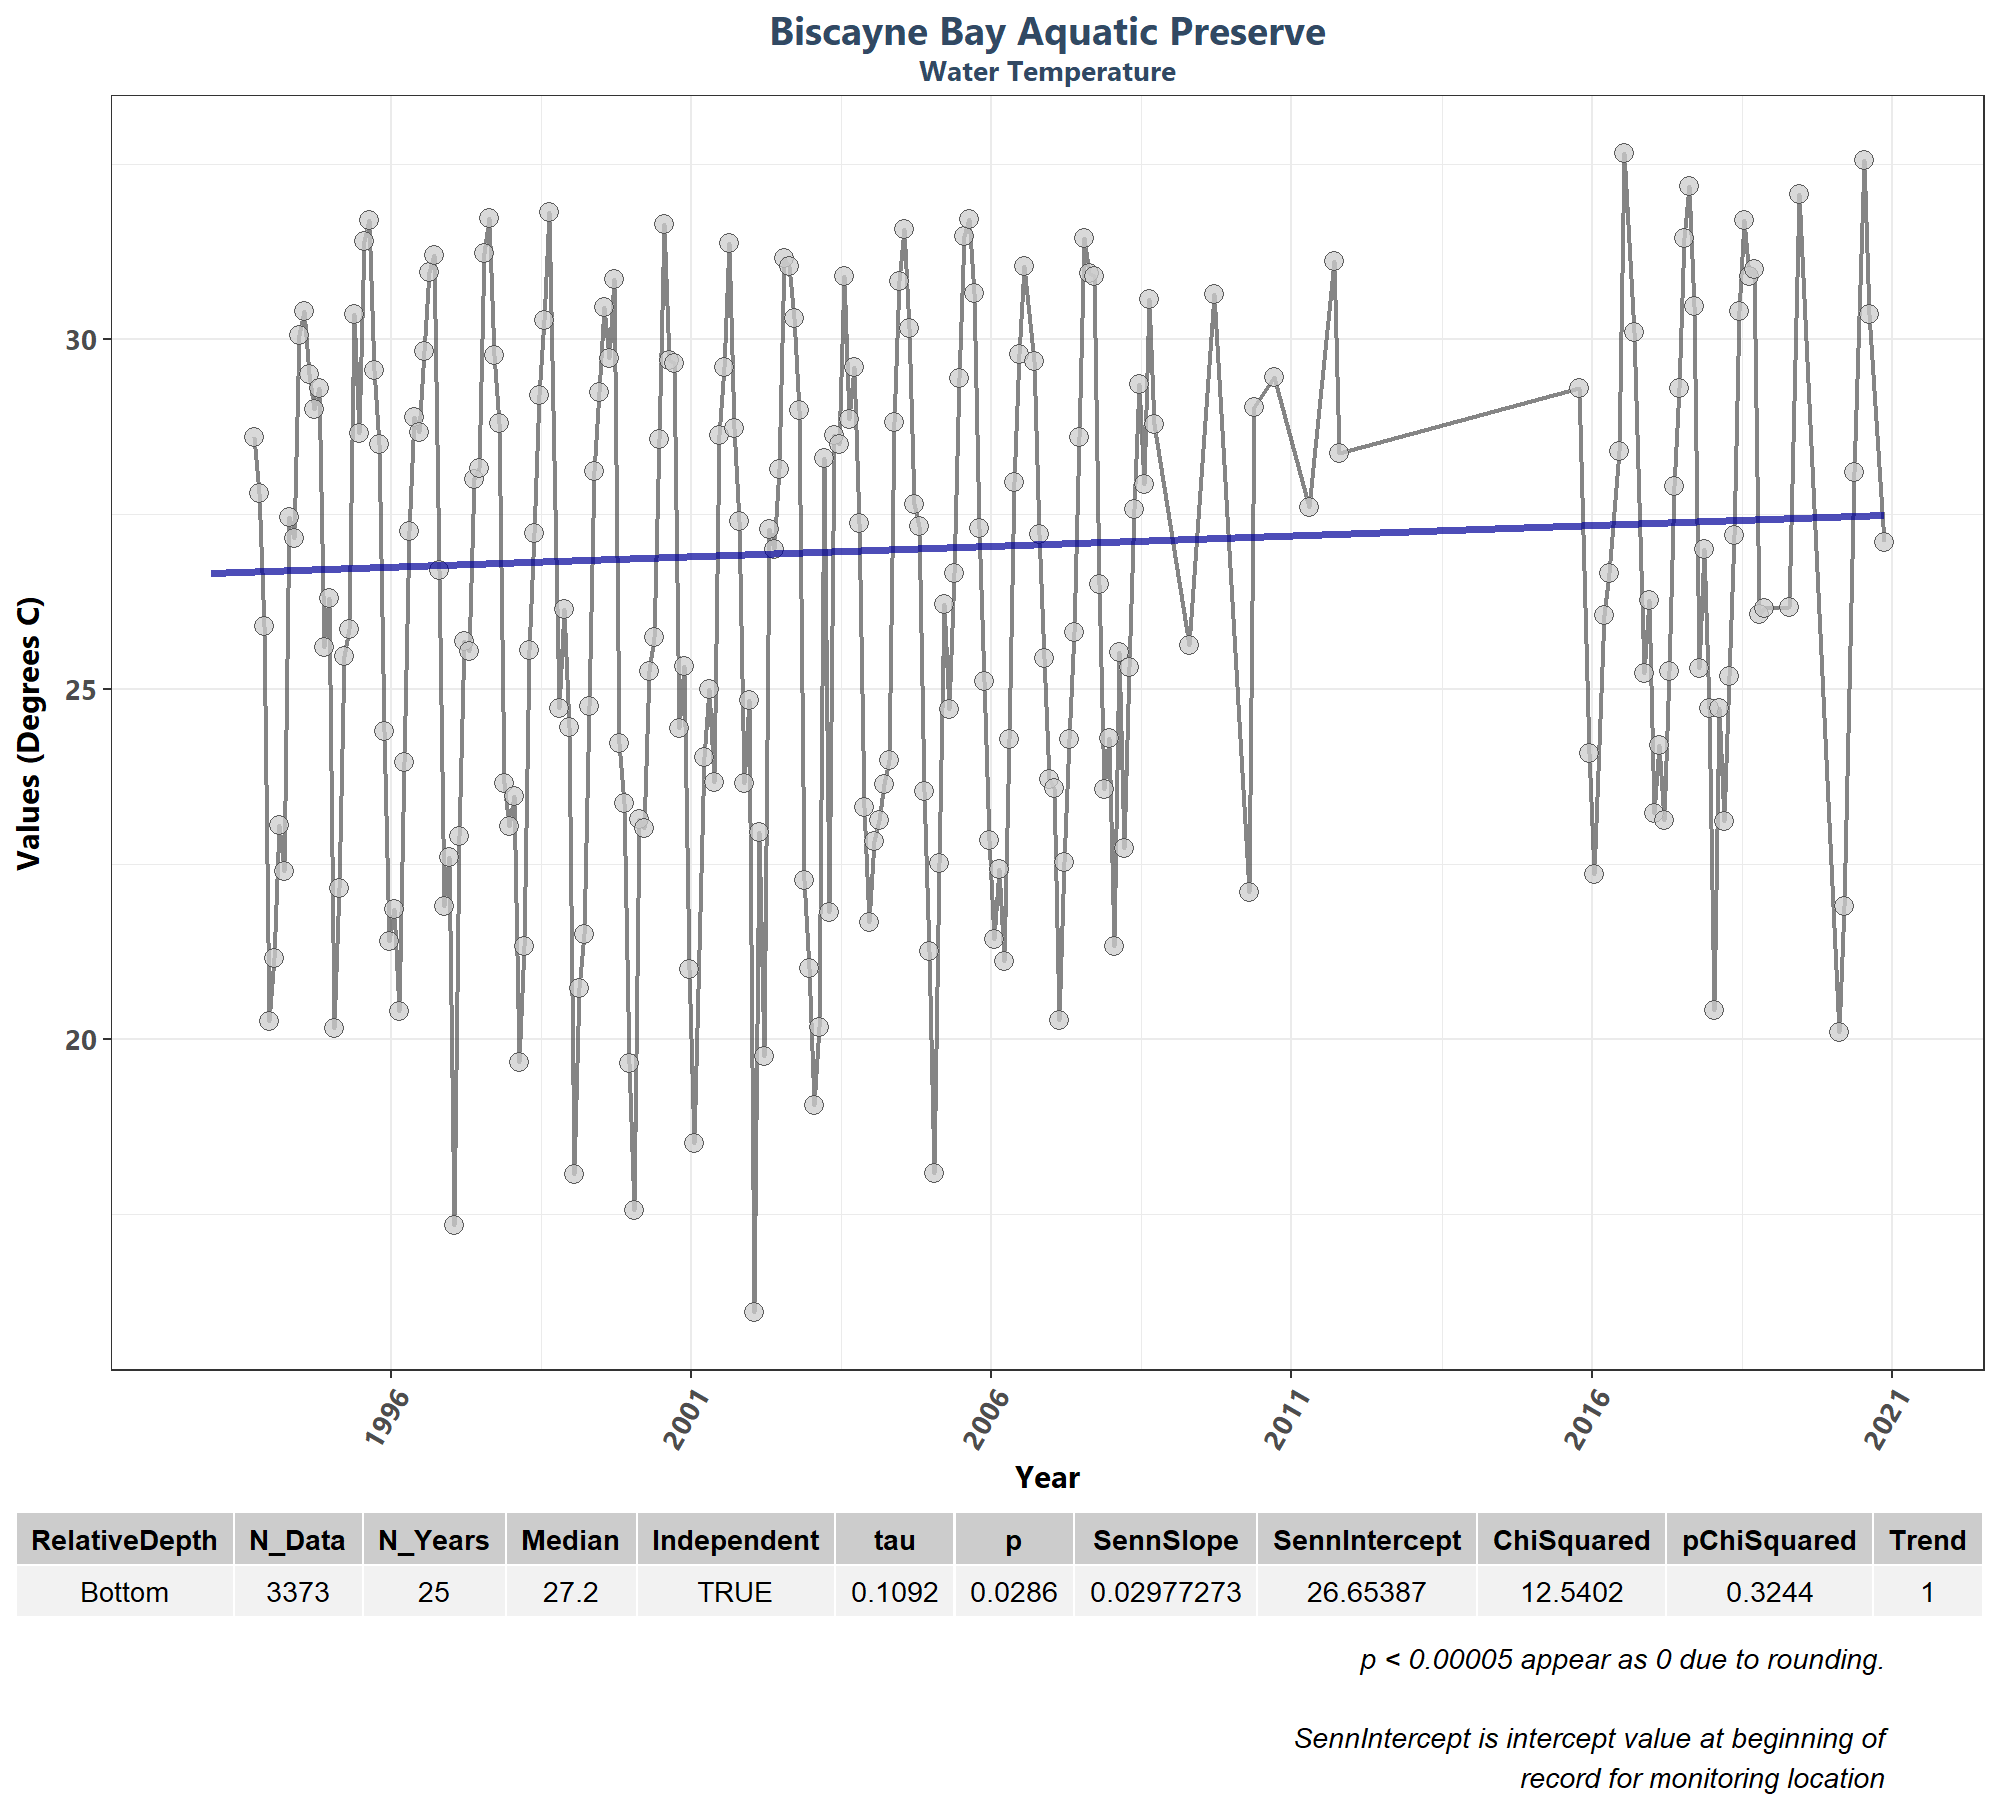 Biscayne Bay Aquatic Preserve
Water Temperature
Values (Degrees C)
30
25
20
1996
2001
2006
2011
2016
2021
Year
RelativeDepth N_Data N_Years Median Independent tau p SennSlope SennIntercept ChiSquared pChiSquared Trend
Bottom 3373 25 27.2 TRUE 0.1092 0.0286 0.02977273 26.65387 12.5402 0.3244 1
p < 0.00005 appear as 0 due to rounding.
SennIntercept is intercept value at beginning of
record for monitoring location